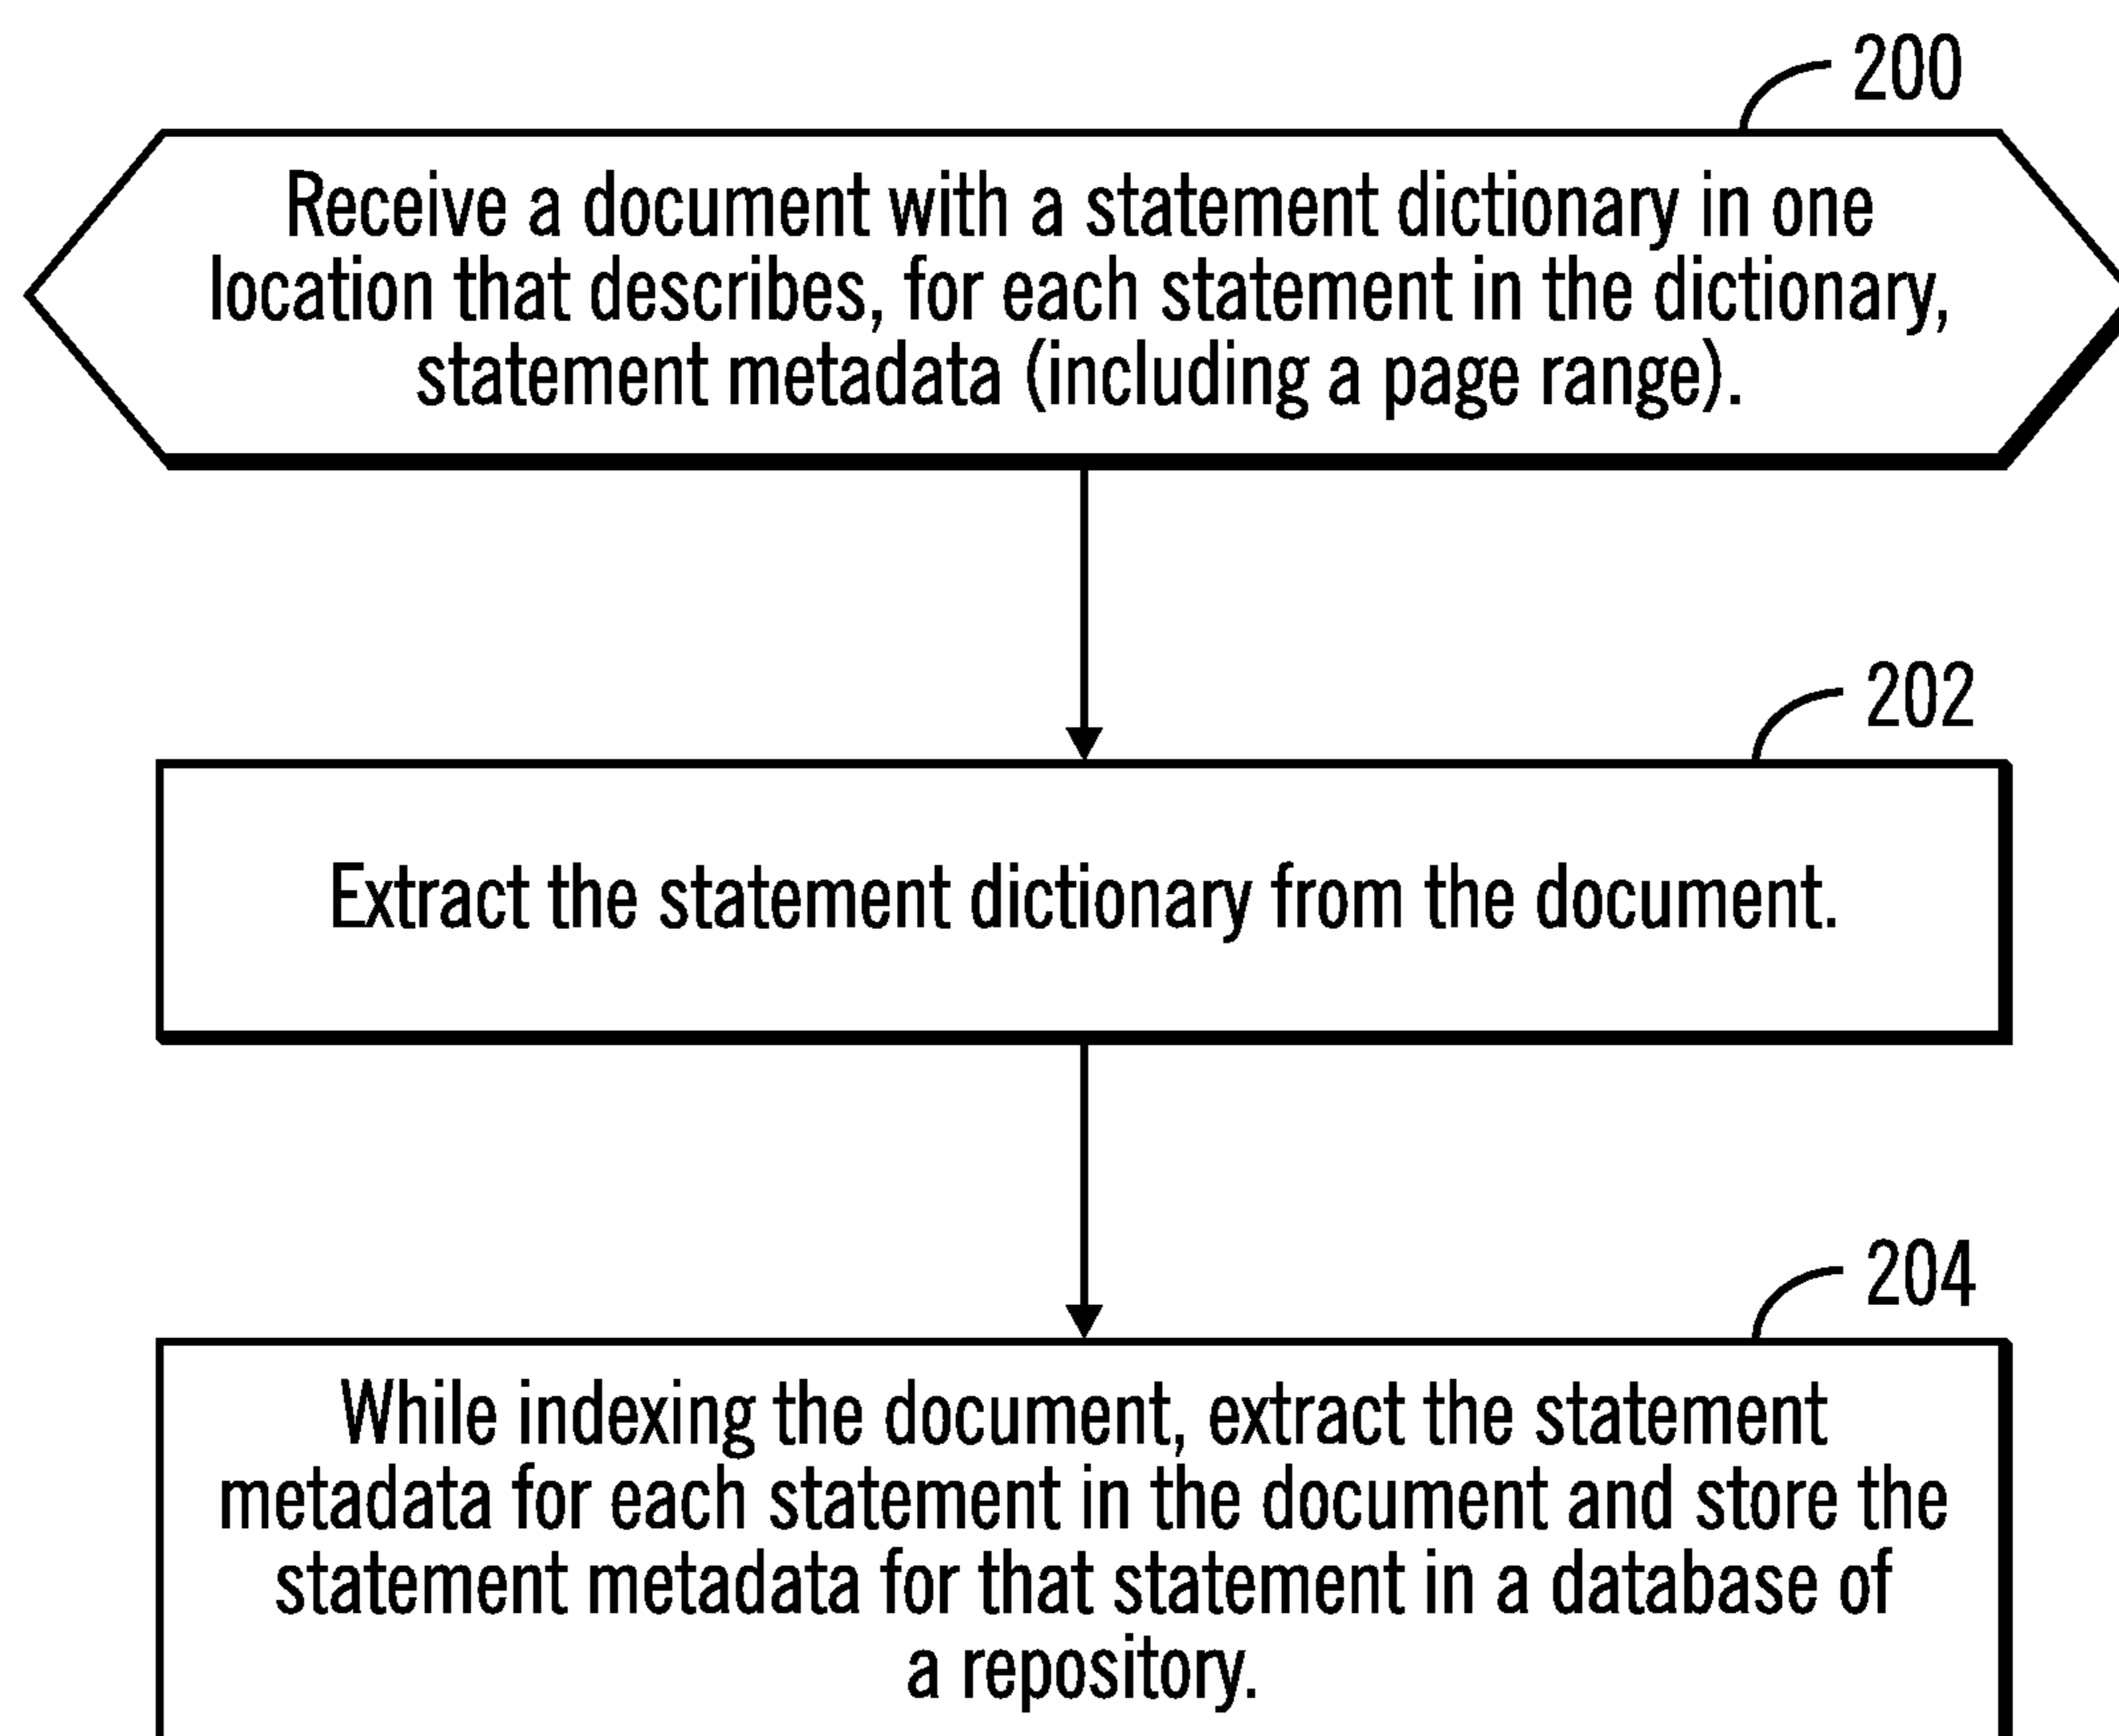 200
Receive a document with a statement dictionary in one
location that describes, for each statement in the dictionary,
statement metadata (including a page range).
202
Extract the statement dictionary from the document.
204
While indexing the document, extract the statement
metadata for each statement in the document and store the
statement metadata for that statement in a database of
a repository.